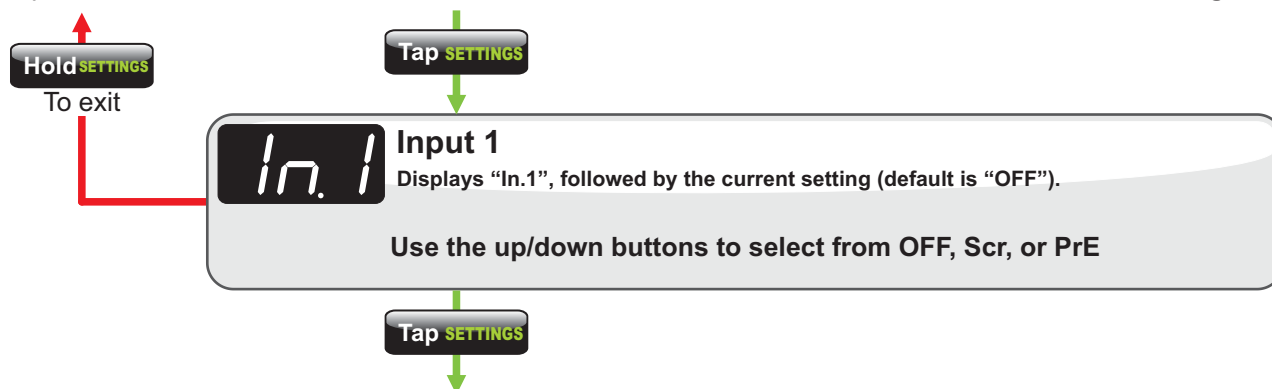 Tap SETTINGS
Hold SETTINGS
To exit
In.1
Input 1
Displays “In.1”, followed by the current setting (default is “OFF”).
Use the up/down buttons to select from OFF, Scr, or PrE
Tap SETTINGS